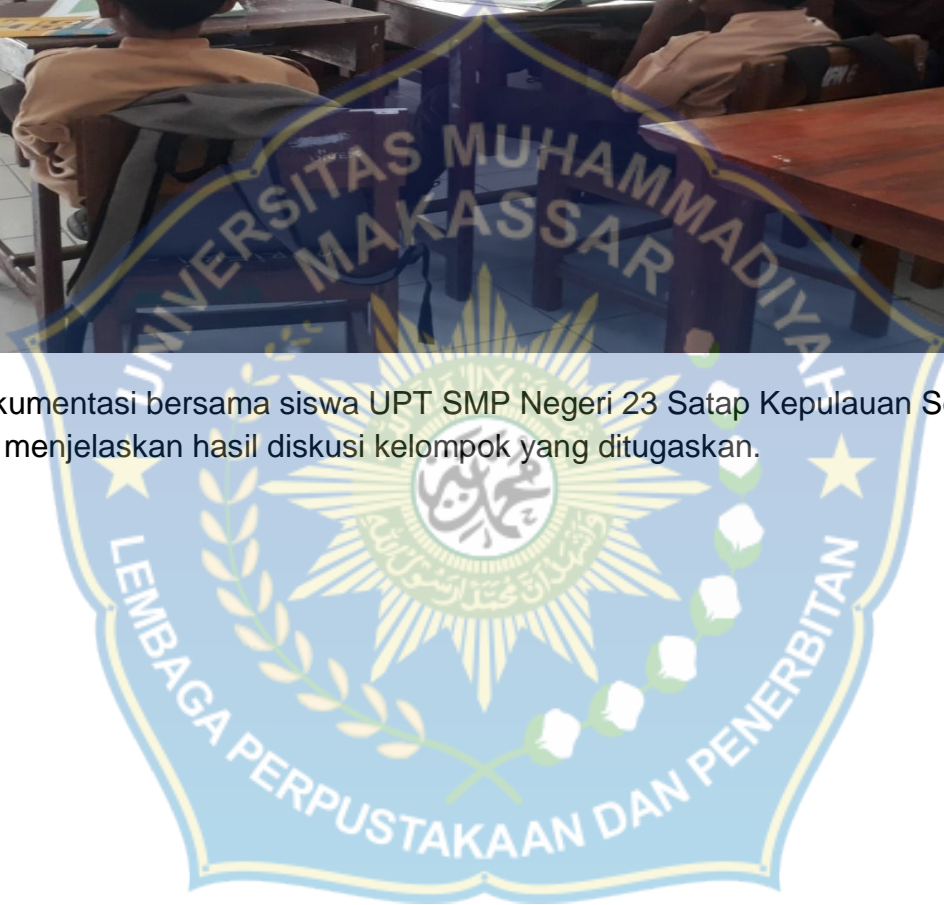 UNIVERSITAS MUHAMMADIYAH
MAKASSAR
kumentasi bersama siswa UPT SMP Negeri 23 Satap Kepulauan S
menjelaskan hasil diskusi kelompok yang ditugaskan.
LEMBAGA PERPUSTAKAAN DAN PENERBITAN